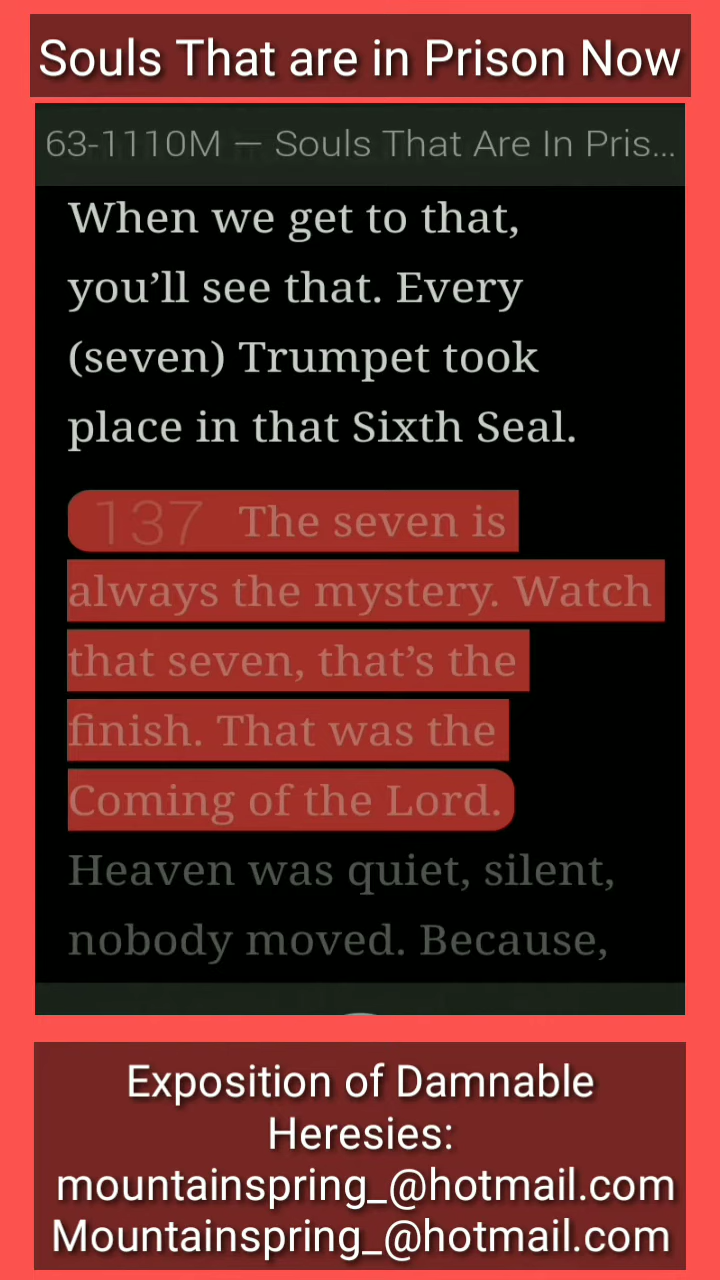 Souls That are in Prison Now
63-1110M — Souls That Are In Pris...
When we get to that,
you’ll see that. Every
(seven) Trumpet took
place in that Sixth Seal.
137 The seven is
always the mystery. Watch
that seven, that’s the
finish. That was the
Coming of the Lord.
Heaven was quiet, silent,
nobody moved. Because,
Exposition of Damnable
Heresies:
mountainspring_@hotmail.com
Mountainspring_@hotmail.com